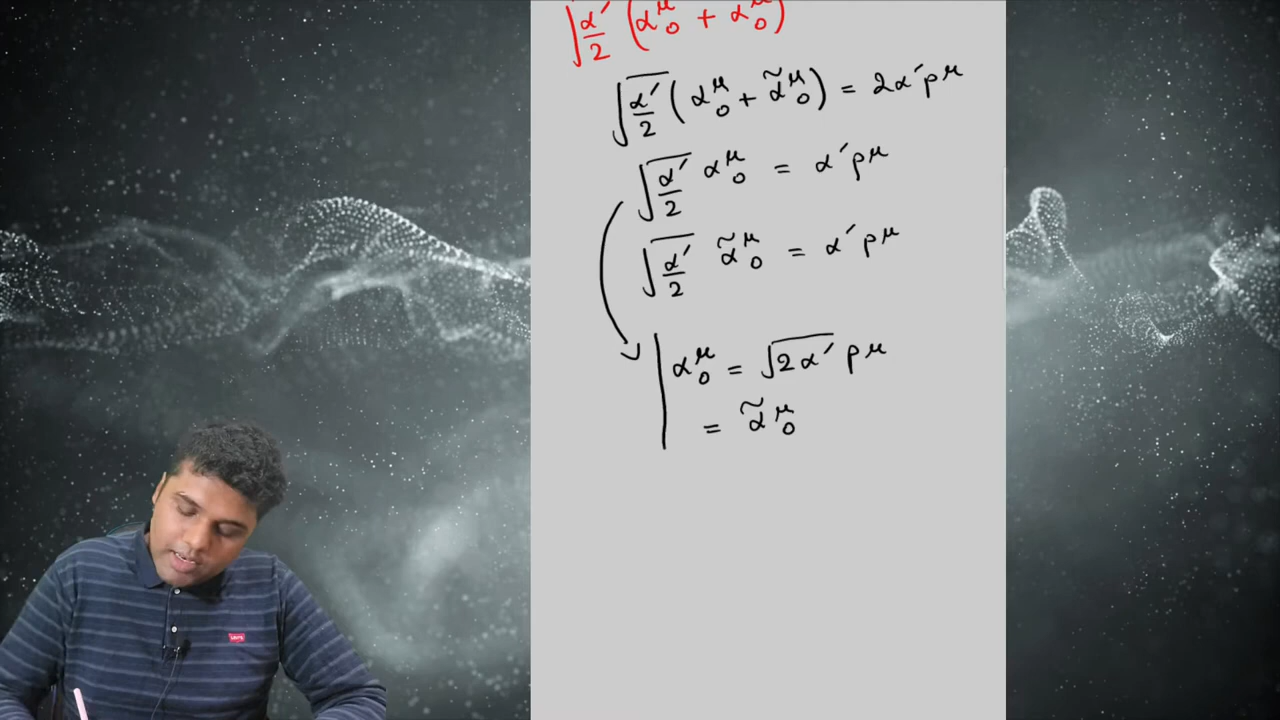 √(α′/2) (α^μ_0 + α^μ_0)
√(α′/2) (α^μ_0 + α̃^μ_0) = 2α′p^μ
√(α′/2) α^μ_0 = α′p^μ
√(α′/2) α̃^μ_0 = α′p^μ
α^μ_0 = √(2α′) p^μ
= α̃^μ_0